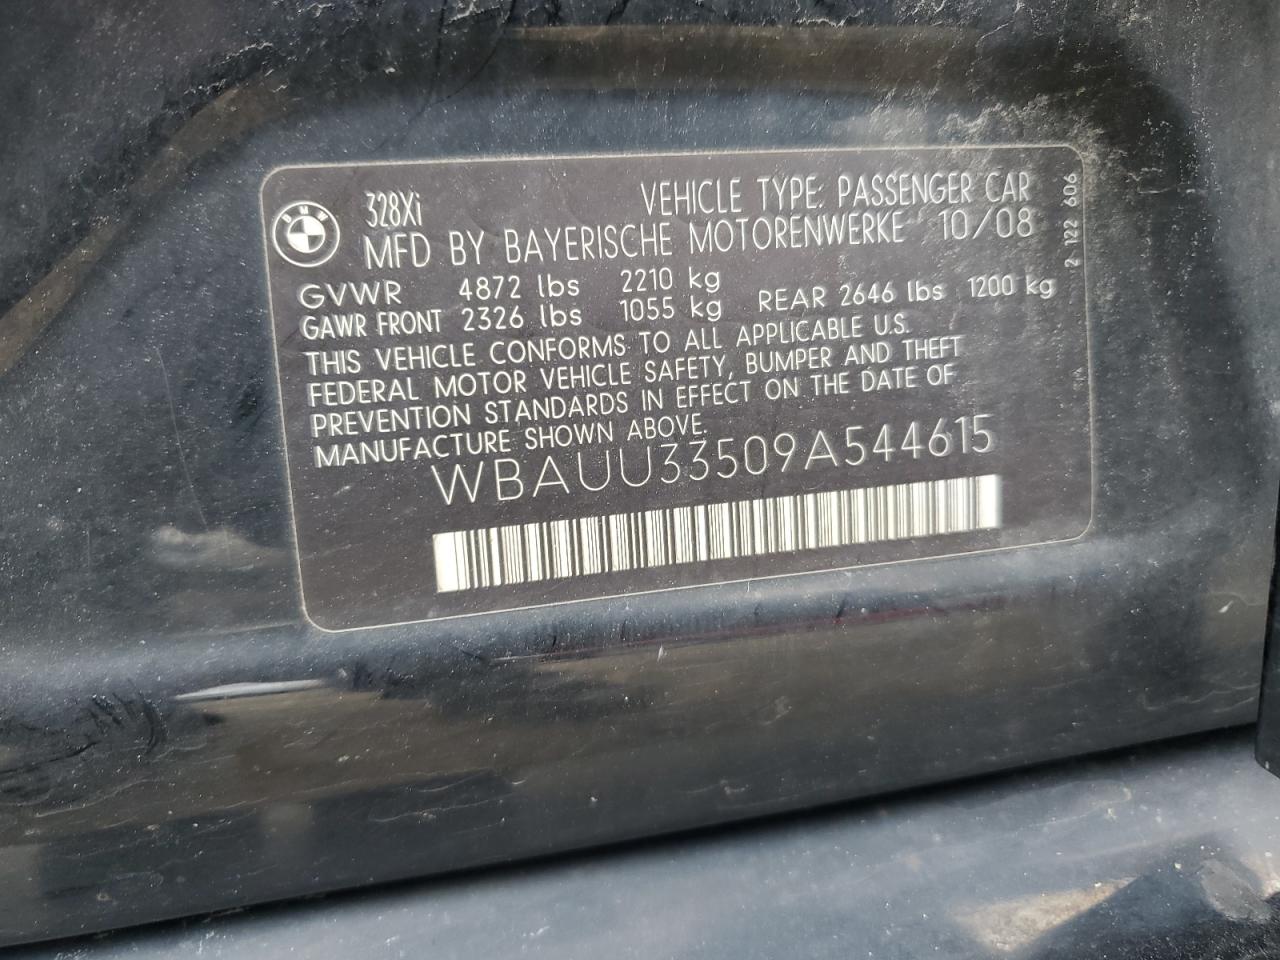 BMW
328Xi VEHICLE TYPE: PASSENGER CAR
MFD BY BAYERISCHE MOTORENWERKE 10/08
GVWR 4872 lbs 2210 kg
GAWR FRONT 2326 lbs 1055 kg REAR 2646 lbs 1200 kg
THIS VEHICLE CONFORMS TO ALL APPLICABLE U.S.
FEDERAL MOTOR VEHICLE SAFETY, BUMPER AND THEFT
PREVENTION STANDARDS IN EFFECT ON THE DATE OF
MANUFACTURE SHOWN ABOVE.
WBAUU33509A544615
2 122 606